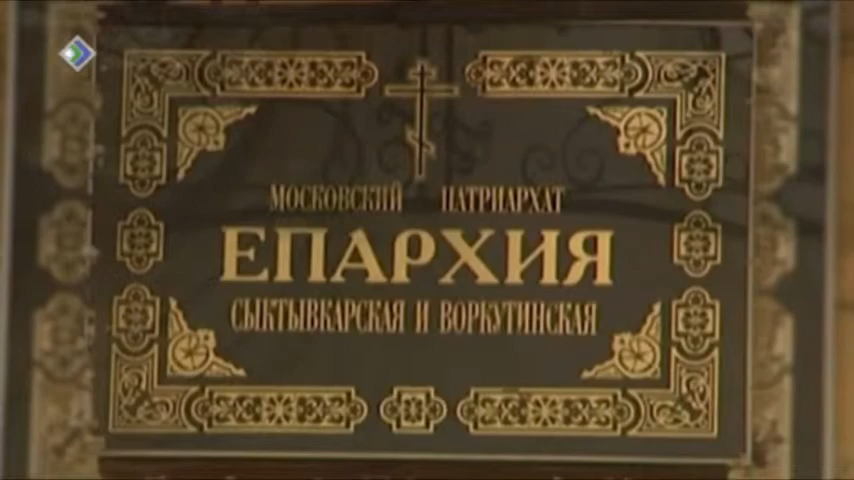 МОСКОВСКИЙ ПАТРИАРХАТ
ЕПАРХИЯ
СЫКТЫВКАРСКАЯ И ВОРКУТИНСКАЯ